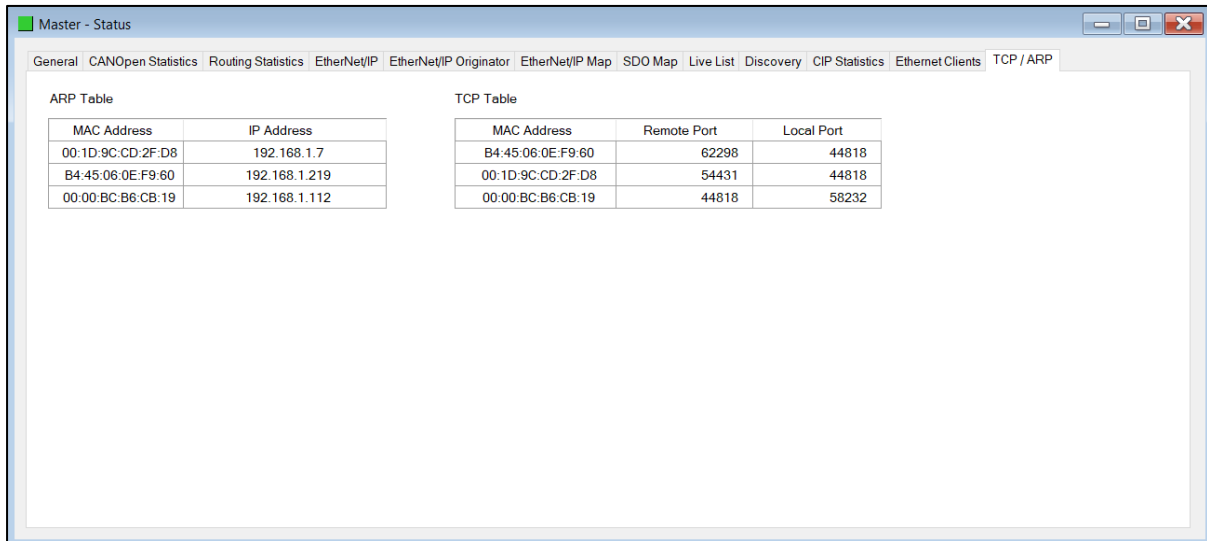 Master - Status
General CANOpen Statistics Routing Statistics EtherNet/IP EtherNet/IP Originator EtherNet/IP Map SDO Map Live List Discovery CIP Statistics Ethernet Clients TCP / ARP
ARP Table TCP Table
MAC Address IP Address MAC Address Remote Port Local Port
00:1D:9C:CD:2F:D8 192.168.1.7 B4:45:06:0E:F9:60 62298 44818
B4:45:06:0E:F9:60 192.168.1.219 00:1D:9C:CD:2F:D8 54431 44818
00:00:BC:B6:CB:19 192.168.1.112 00:00:BC:B6:CB:19 44818 58232